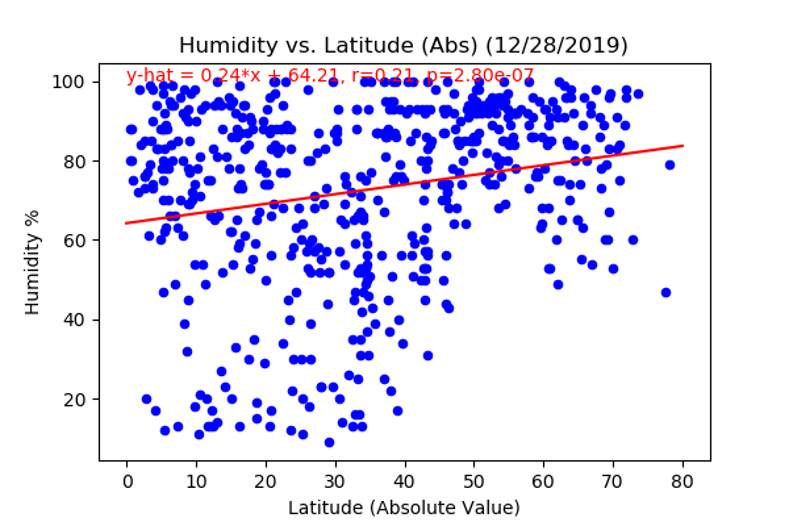 Humidity vs. Latitude (Abs) (12/28/2019)
y-hat = 0.24*x + 64.21, r=0.21, p=2.80e-07
100
80
60
40
20
Humidity %
0 10 20 30 40 50 60 70 80
Latitude (Absolute Value)